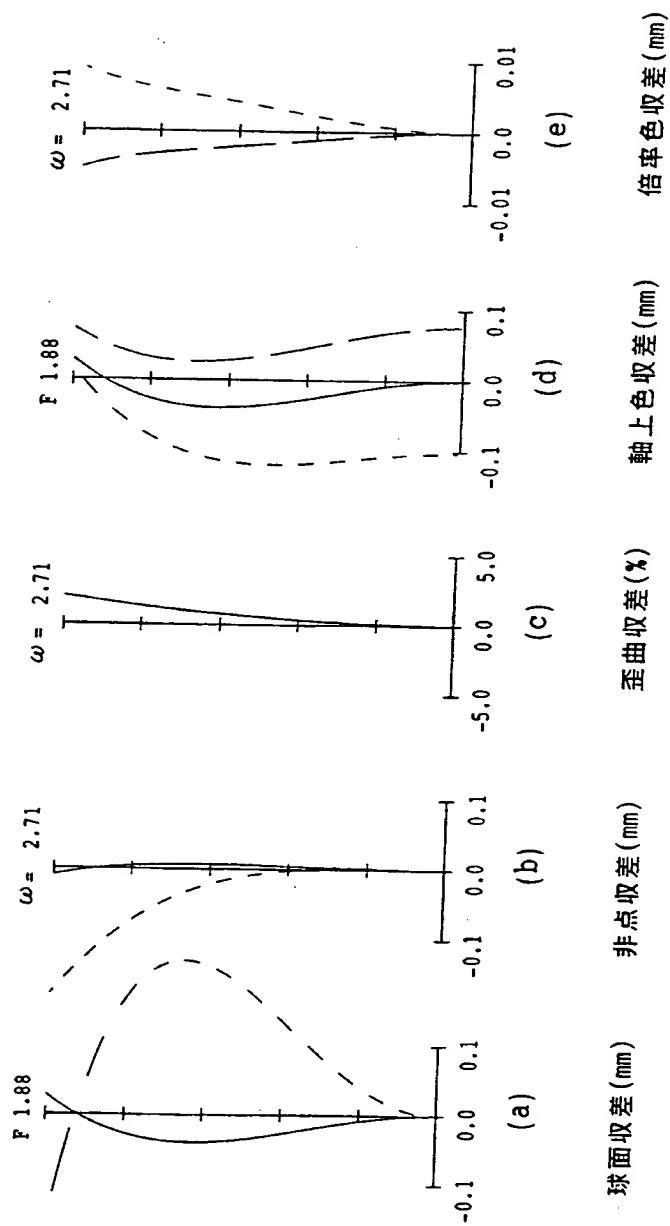 F 1.88
-0.1 0.0 0.1
(a)
球面収差(mm)
ω= 2.71
-0.1 0.0 0.1
(b)
非点収差(mm)
ω= 2.71
-5.0 0.0 5.0
(c)
歪曲収差(%)
F 1.88
-0.1 0.0 0.1
(d)
軸上色収差(mm)
ω= 2.71
-0.01 0.0 0.01
(e)
倍率色収差(mm)